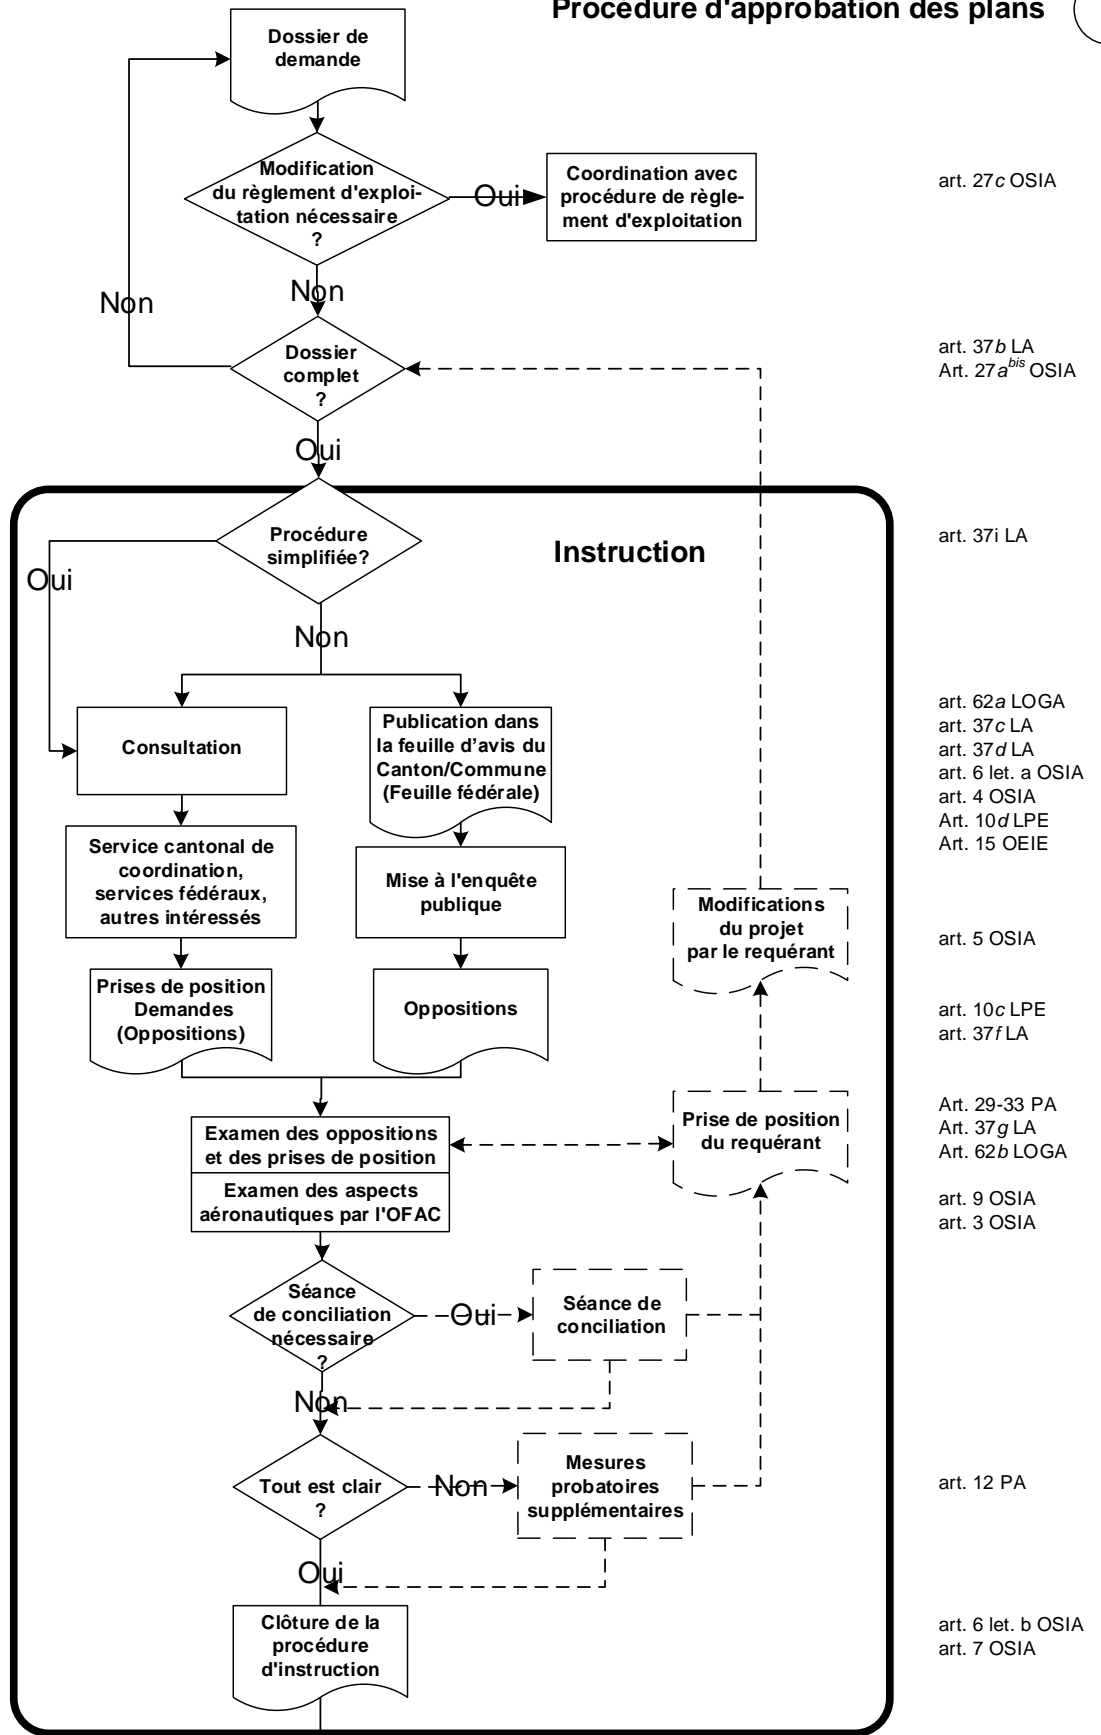 Procédure d'approbation des plans
Dossier de
demande
Modification
du règlement d'exploi-
tation nécessaire
?
Oui
Coordination avec
procédure de règle-
ment d'exploitation
art. 27c OSIA
Non
Non
Dossier
complet
?
art. 37b LA
Art. 27a^bis OSIA
Oui
Procédure
simplifiée?
Instruction
art. 37i LA
Oui
Non
Consultation
Publication dans
la feuille d’avis du
Canton/Commune
(Feuille fédérale)
art. 62a LOGA
art. 37c LA
art. 37d LA
art. 6 let. a OSIA
art. 4 OSIA
Art. 10d LPE
Art. 15 OEIE
Service cantonal de
coordination,
services fédéraux,
autres intéressés
Mise à l'enquête
publique
Modifications
du projet
par le requérant
art. 5 OSIA
Prises de position
Demandes
(Oppositions)
Oppositions
art. 10c LPE
art. 37f LA
Examen des oppositions
et des prises de position
Prise de position
du requérant
Art. 29-33 PA
Art. 37g LA
Art. 62b LOGA
Examen des aspects
aéronautiques par l'OFAC
art. 9 OSIA
art. 3 OSIA
Séance
de conciliation
nécessaire
?
Oui
Séance de
conciliation
Non
Tout est clair
?
Non
Mesures
probatoires
supplémentaires
art. 12 PA
Oui
Clôture de la
procédure
d'instruction
art. 6 let. b OSIA
art. 7 OSIA